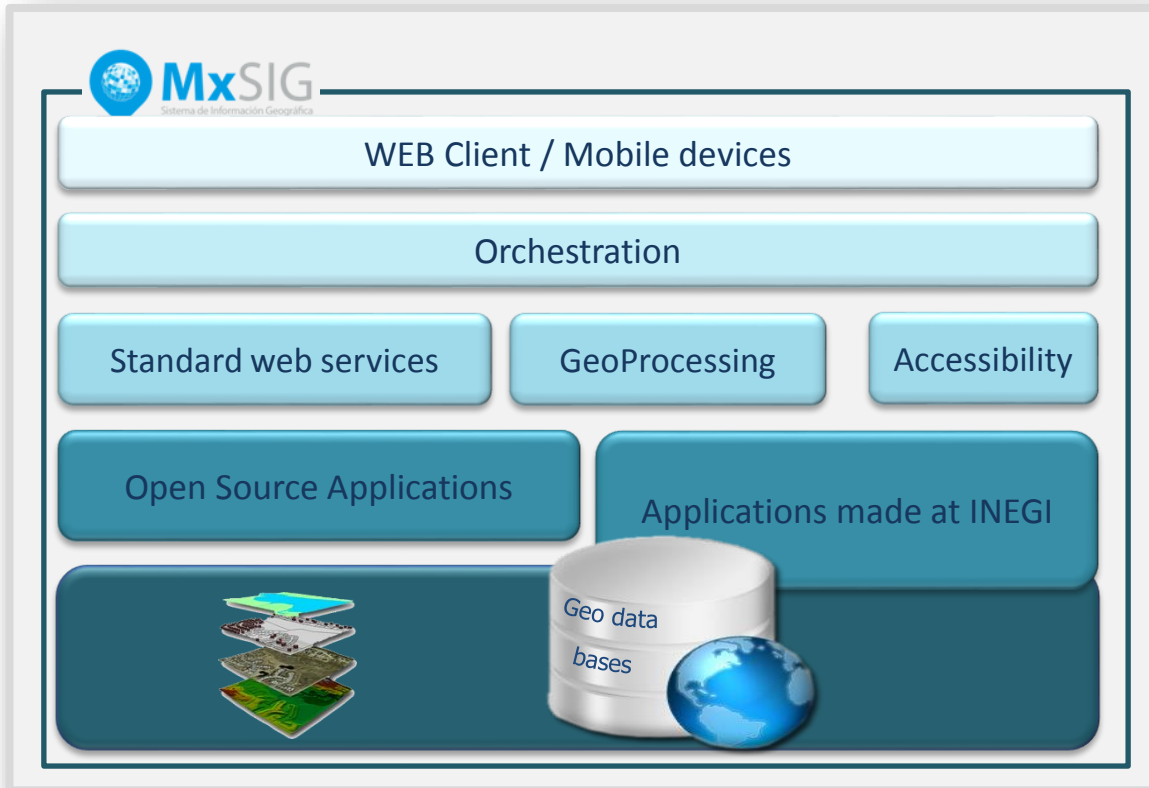 MxSIG
Sistema de Información Geográfica
WEB Client / Mobile devices
Orchestration
Standard web services
GeoProcessing
Accessibility
Open Source Applications
Applications made at INEGI
Geo data
bases